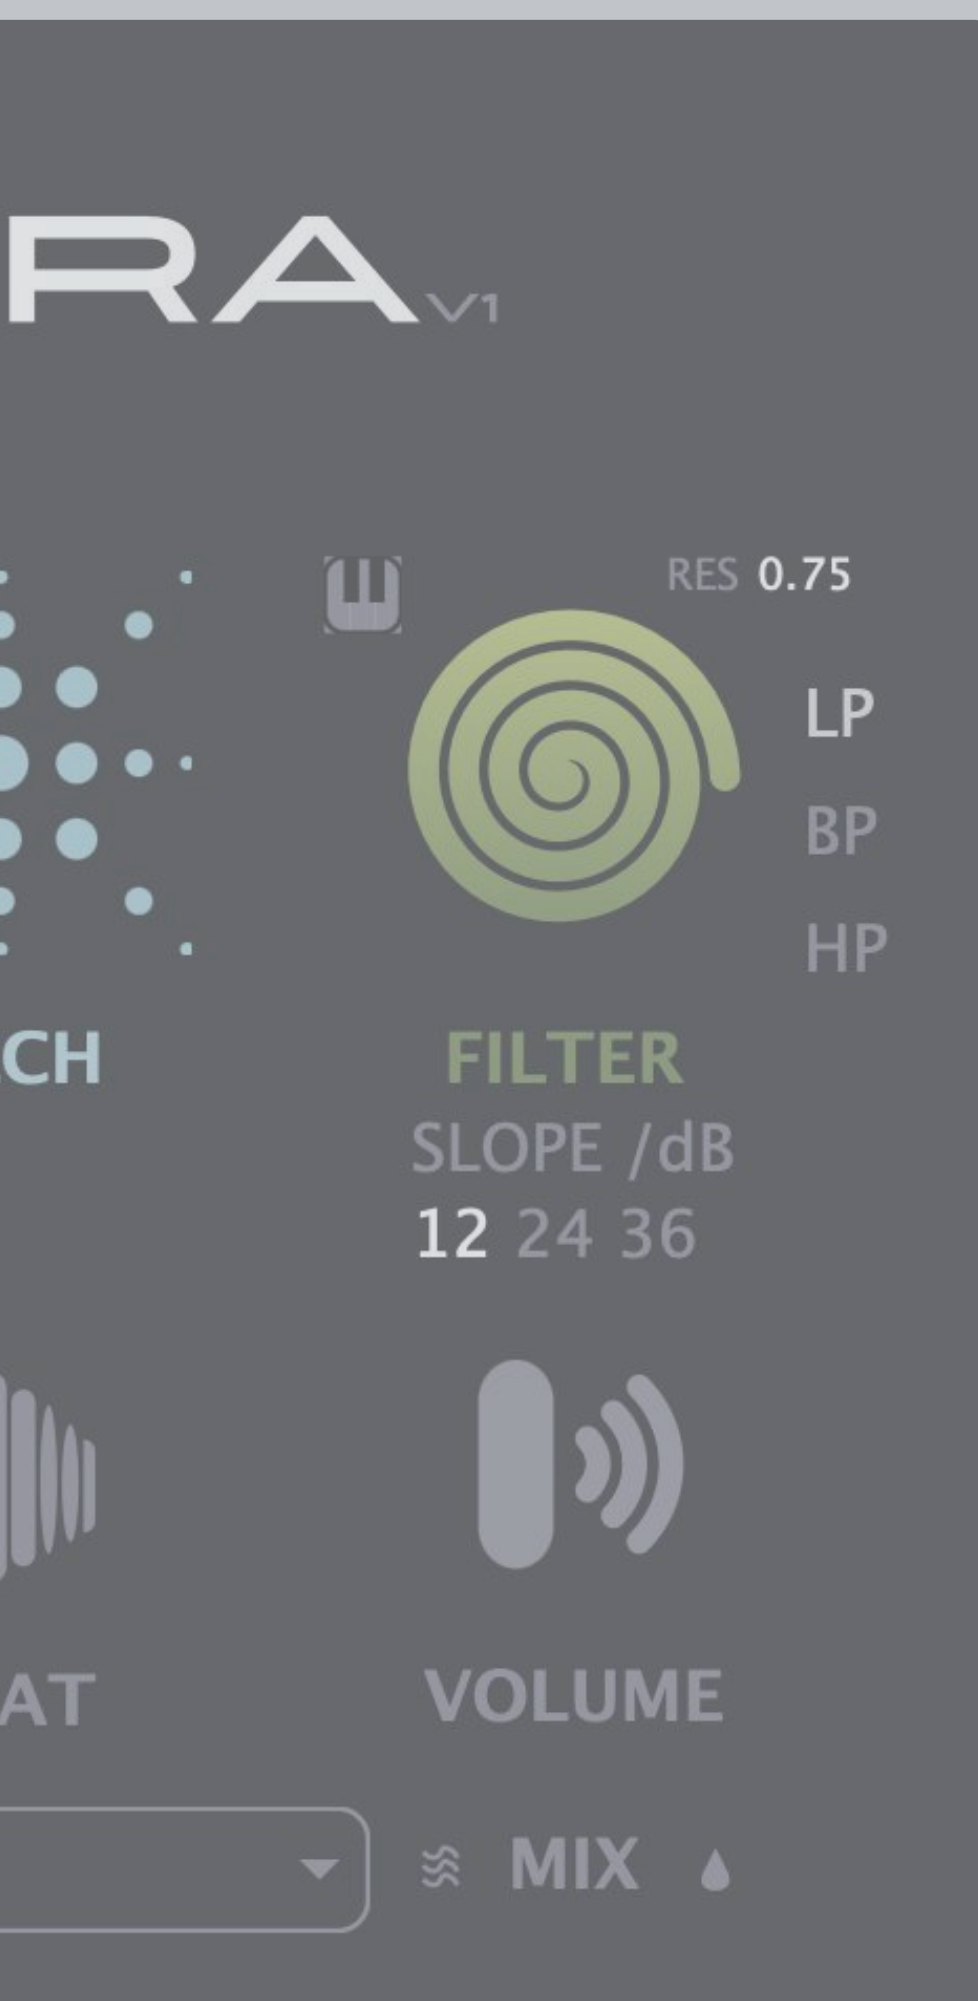 RA V1
RES 0.75
LP
BP
HP
CH
FILTER
SLOPE /dB
12 24 36
AT
VOLUME
MIX